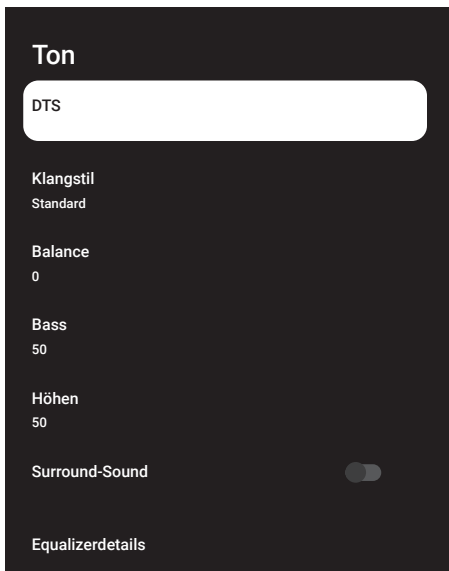 Ton
DTS
Klangstil
Standard
Balance
0
Bass
50
Höhen
50
Surround-Sound
Equalizerdetails